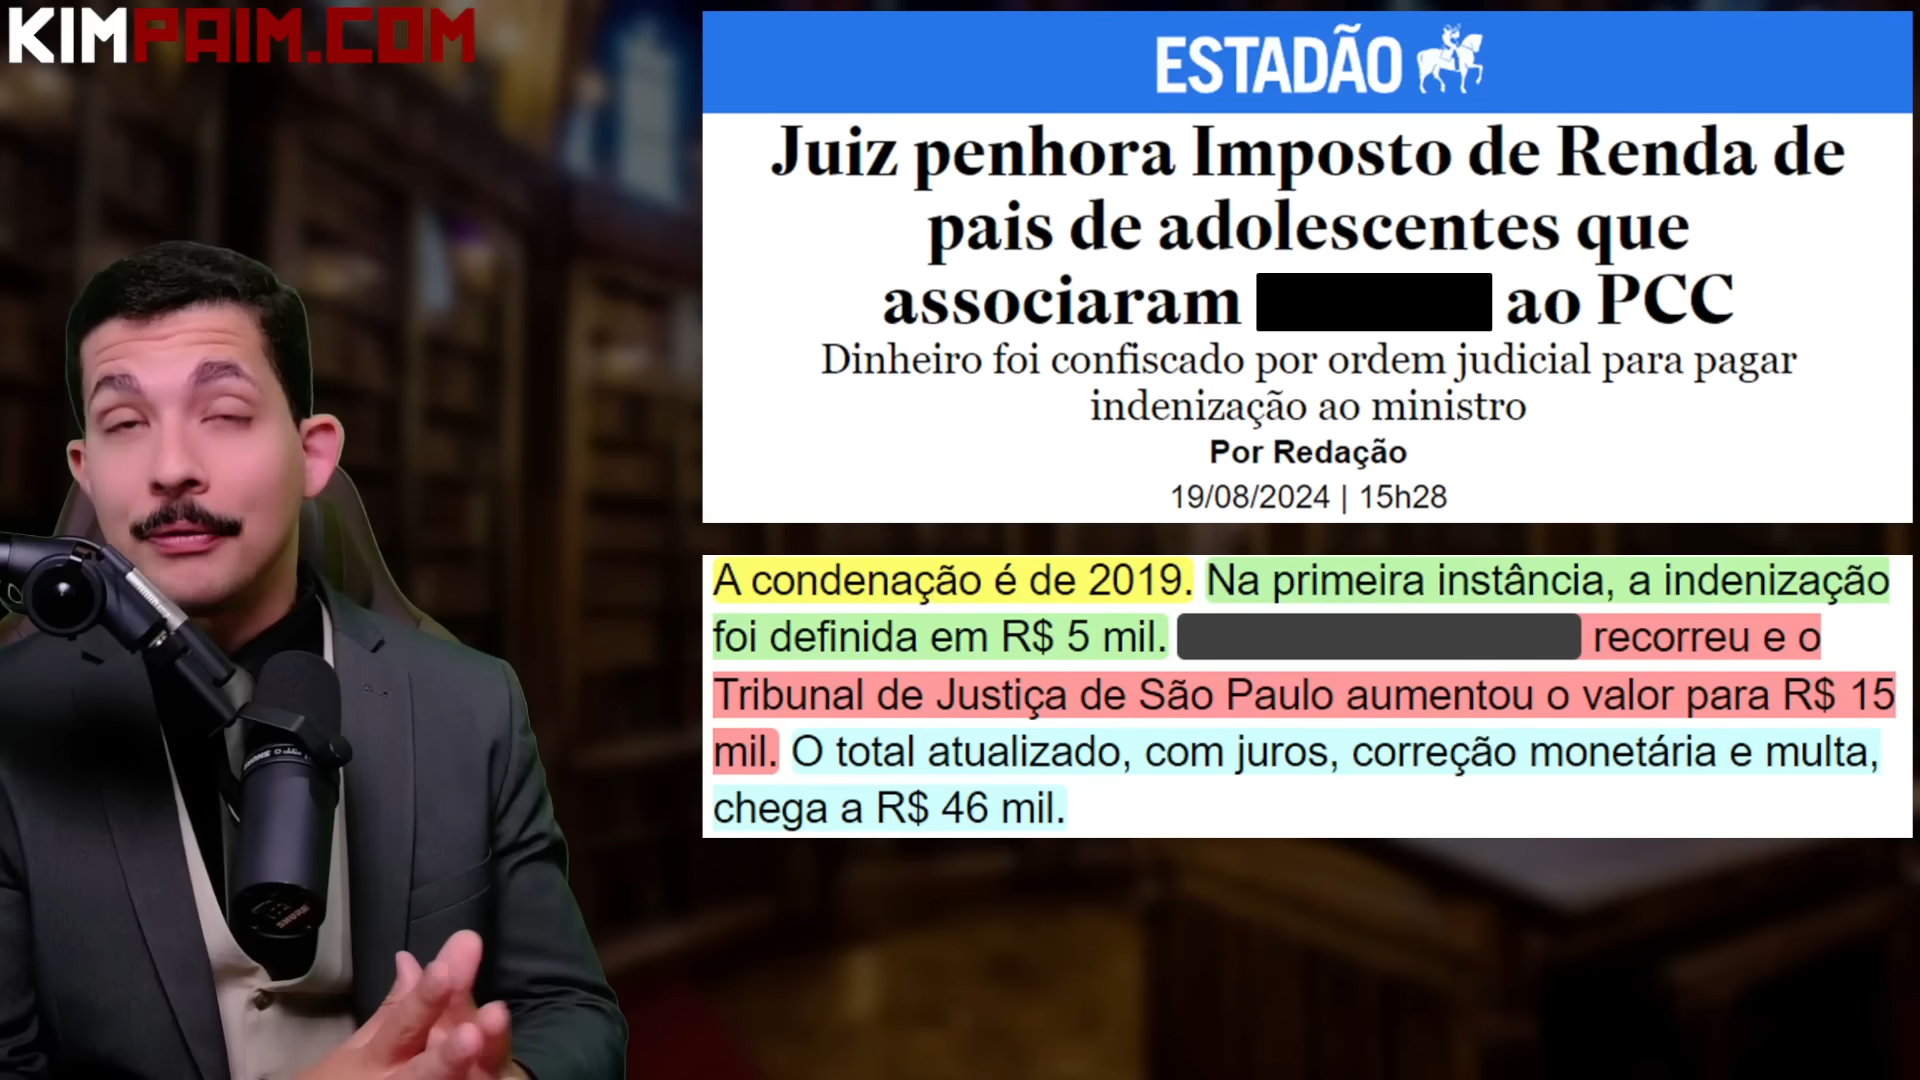 KIMPAIM.COM
ESTADÃO
Juiz penhora Imposto de Renda de
pais de adolescentes que
associaram ao PCC
Dinheiro foi confiscado por ordem judicial para pagar
indenização ao ministro
Por Redação
19/08/2024 | 15h28
A condenação é de 2019. Na primeira instância, a indenização
foi definida em R$ 5 mil. recorreu e o
Tribunal de Justiça de São Paulo aumentou o valor para R$ 15
mil. O total atualizado, com juros, correção monetária e multa,
chega a R$ 46 mil.
SHURE
SHURE